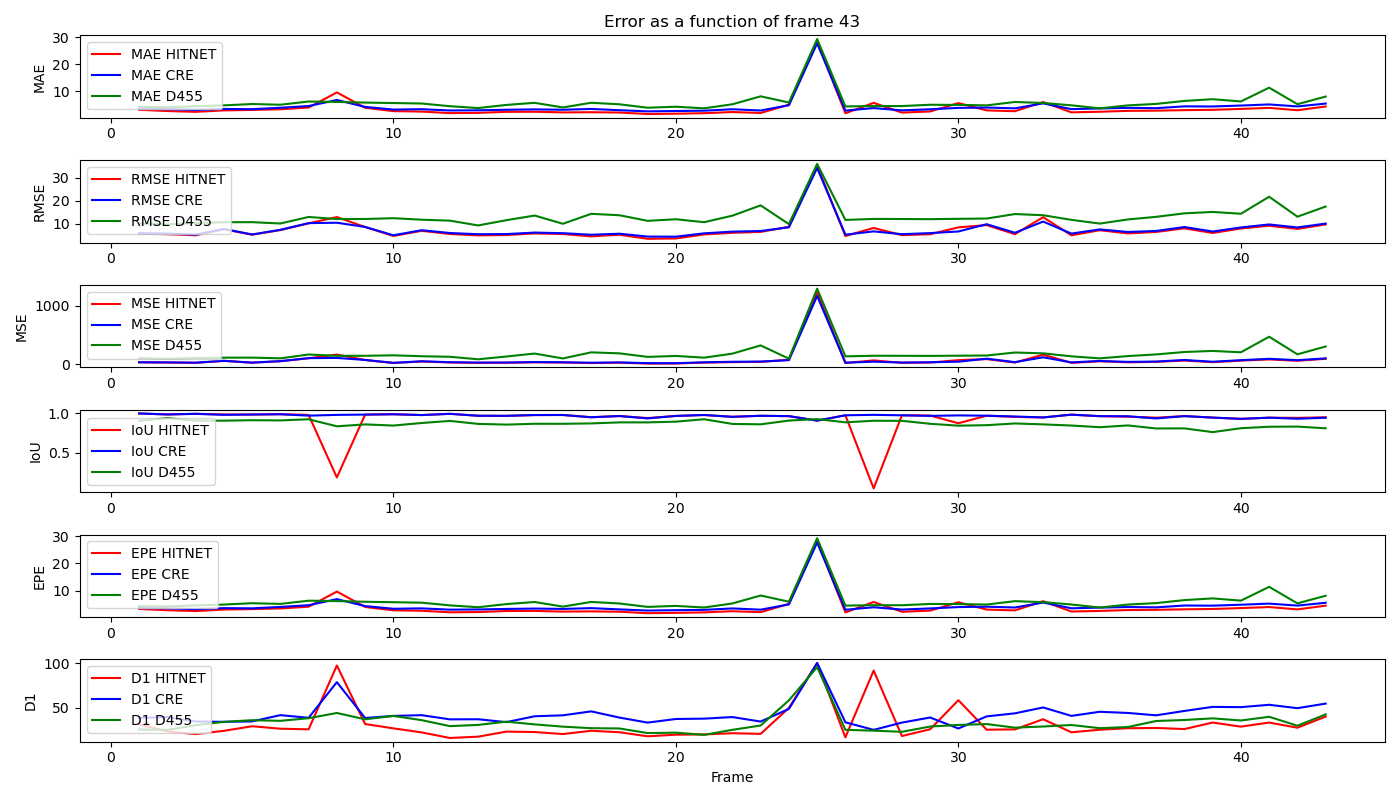 Error as a function of frame 43
MAE
30
20
10
MAE HITNET
MAE CRE
MAE D455
0 10 20 30 40
RMSE
30
20
10
RMSE HITNET
RMSE CRE
RMSE D455
0 10 20 30 40
MSE
1000
0
MSE HITNET
MSE CRE
MSE D455
0 10 20 30 40
IoU
1.0
0.5
IoU HITNET
IoU CRE
IoU D455
0 10 20 30 40
EPE
30
20
10
EPE HITNET
EPE CRE
EPE D455
0 10 20 30 40
D1
100
50
D1 HITNET
D1 CRE
D1 D455
0 10 20 30 40
Frame